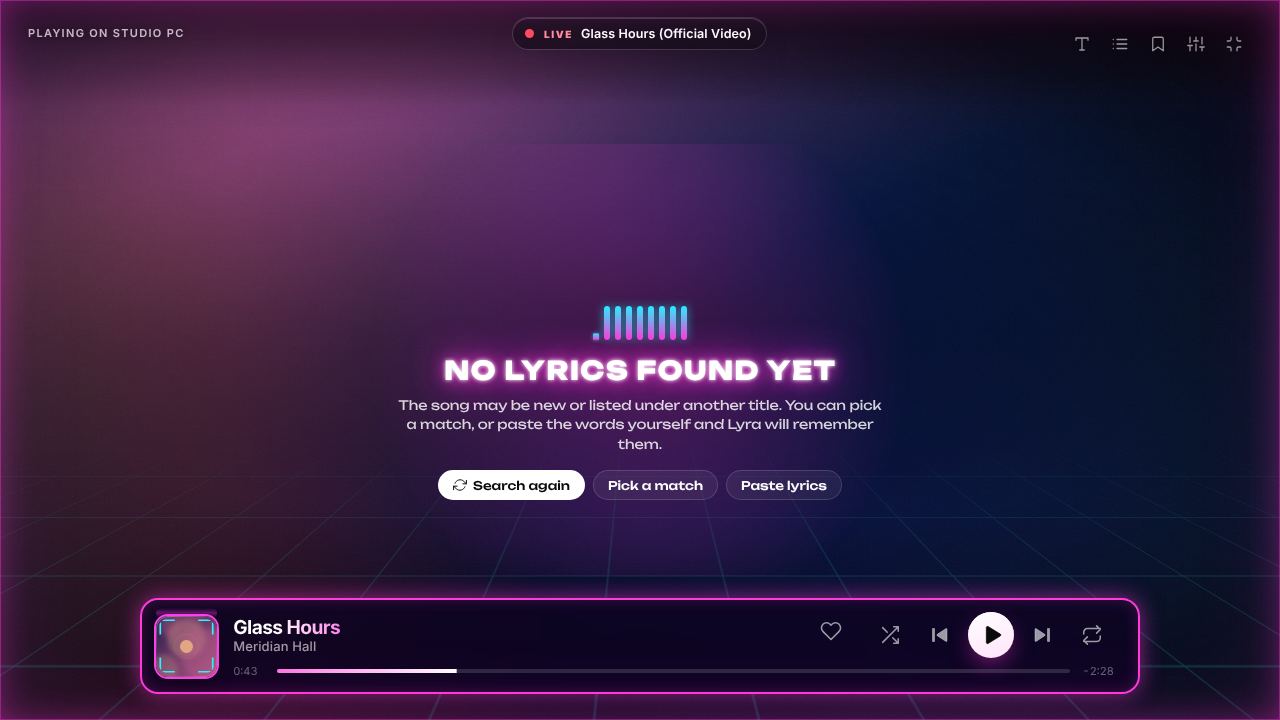 PLAYING ON STUDIO PC
LIVE Glass Hours (Official Video)
NO LYRICS FOUND YET
The song may be new or listed under another title. You can pick
a match, or paste the words yourself and Lyra will remember
them.
Search again
Pick a match
Paste lyrics
Glass Hours
Meridian Hall
0:43
-2:28